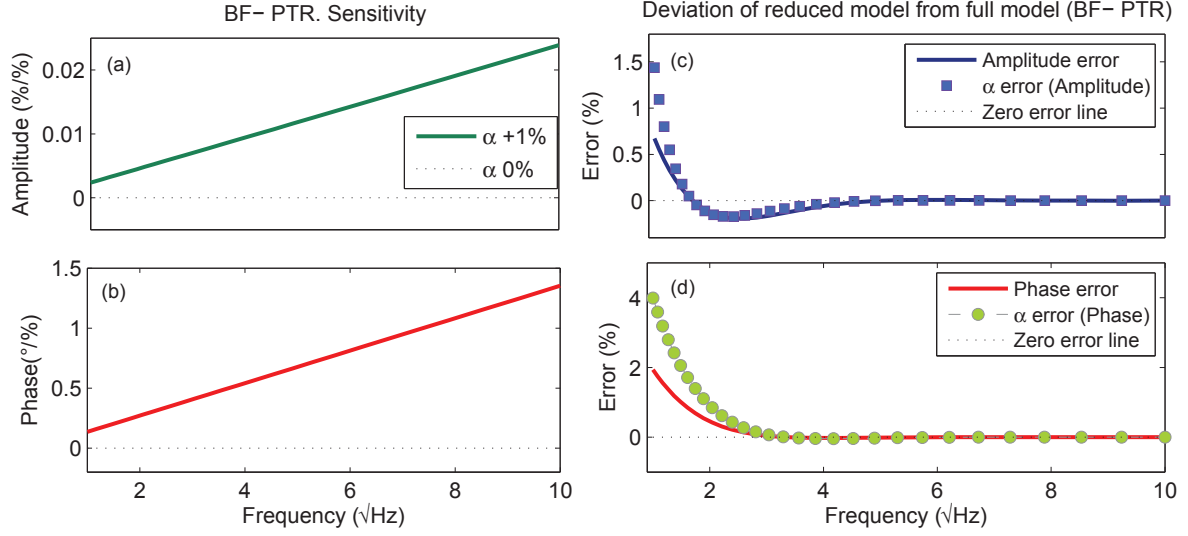 BF− PTR. Sensitivity
(a)
Amplitude (%/%)
0.02
0.01
0
α +1%
α 0%
(b)
Phase(°/%)
1.5
1
0.5
0
2
4
6
8
10
Frequency (√Hz)
Deviation of reduced model from full model (BF− PTR)
(c)
Error (%)
1.5
1.0
0.5
0
Amplitude error
α error (Amplitude)
Zero error line
(d)
Error (%)
4
2
0
Phase error
α error (Phase)
Zero error line
2
4
6
8
10
Frequency (√Hz)